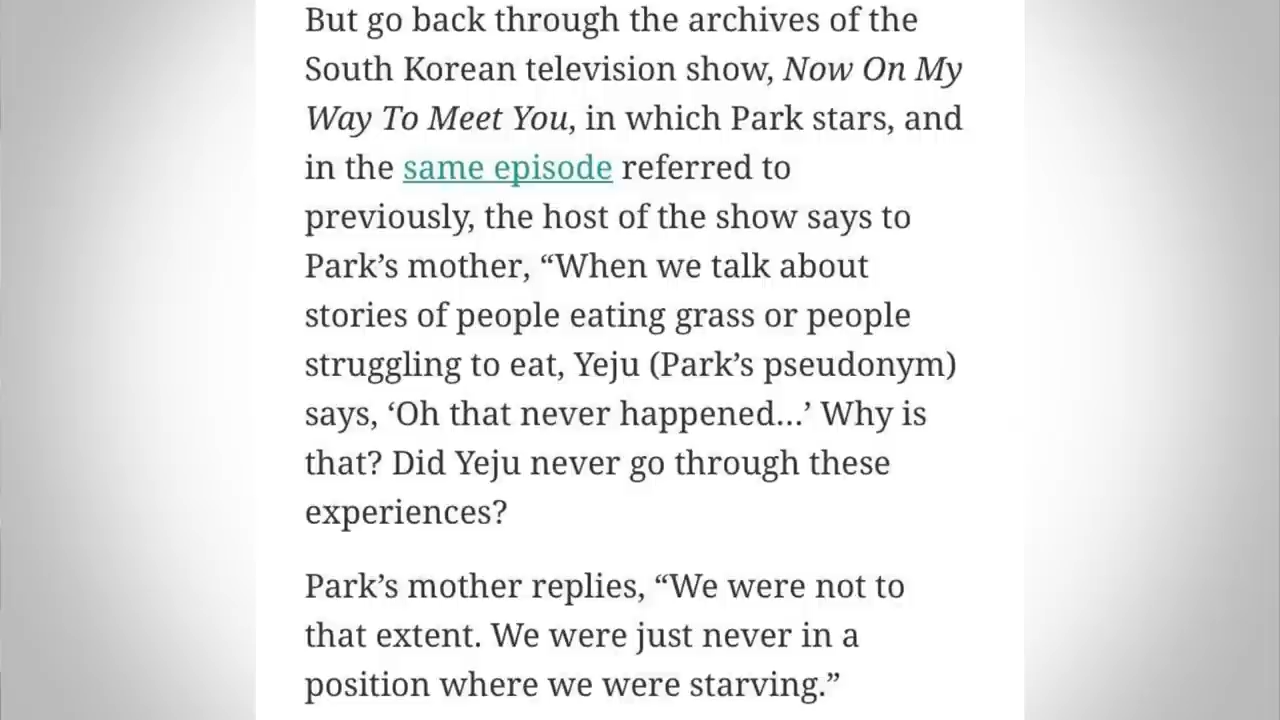 But go back through the archives of the
South Korean television show, Now On My
Way To Meet You, in which Park stars, and
in the same episode referred to
previously, the host of the show says to
Park’s mother, “When we talk about
stories of people eating grass or people
struggling to eat, Yeju (Park’s pseudonym)
says, ‘Oh that never happened...’ Why is
that? Did Yeju never go through these
experiences?
Park’s mother replies, “We were not to
that extent. We were just never in a
position where we were starving.”